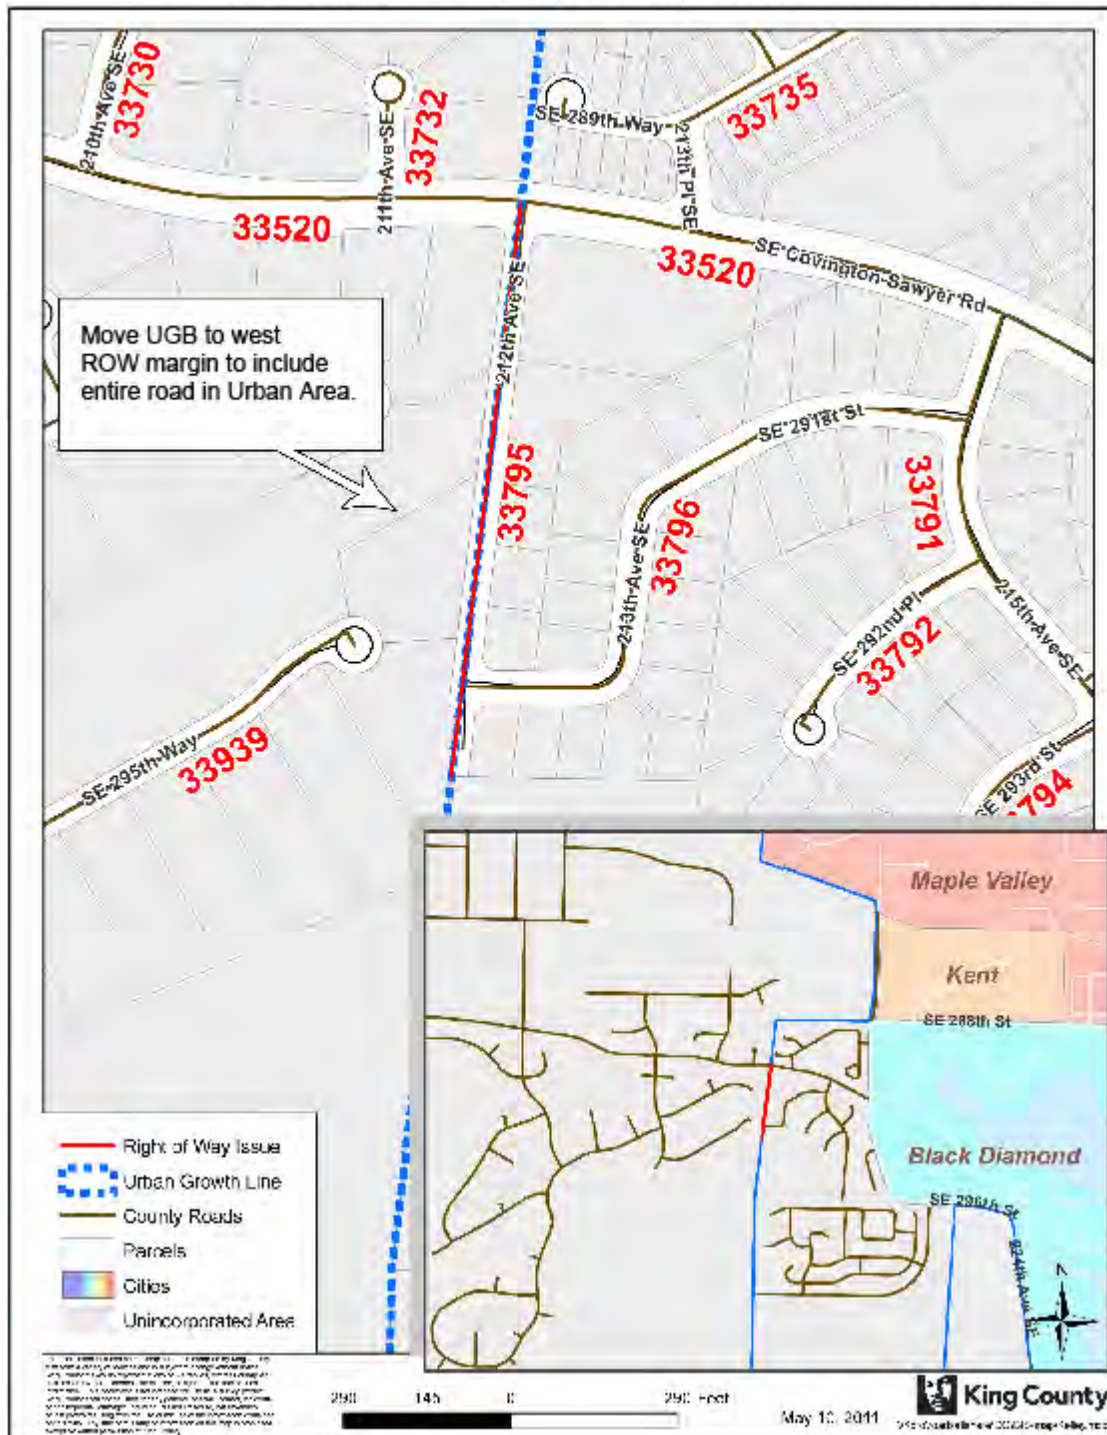 210th Ave SE
33730
211th Ave SE
33732
SE 289th Way
33735
213th Pl SE
33520
33520
SE Covington-Sawyer Rd
212th Ave SE
Move UGB to west
ROW margin to include
entire road in Urban Area.
33795
SE 291st St
33791
213th Ave SE
33796
SE 292nd Pl
33792
215th Ave SE
SE 295th Way
33939
SE 293rd St
3794
Maple Valley
Kent
SE 288th St
Black Diamond
SE 296th St
224th Ave SE
N
Right of Way Issue
Urban Growth Line
County Roads
Parcels
Cities
Unincorporated Area
290 145 0 290 Feet
May 10, 2011
King County